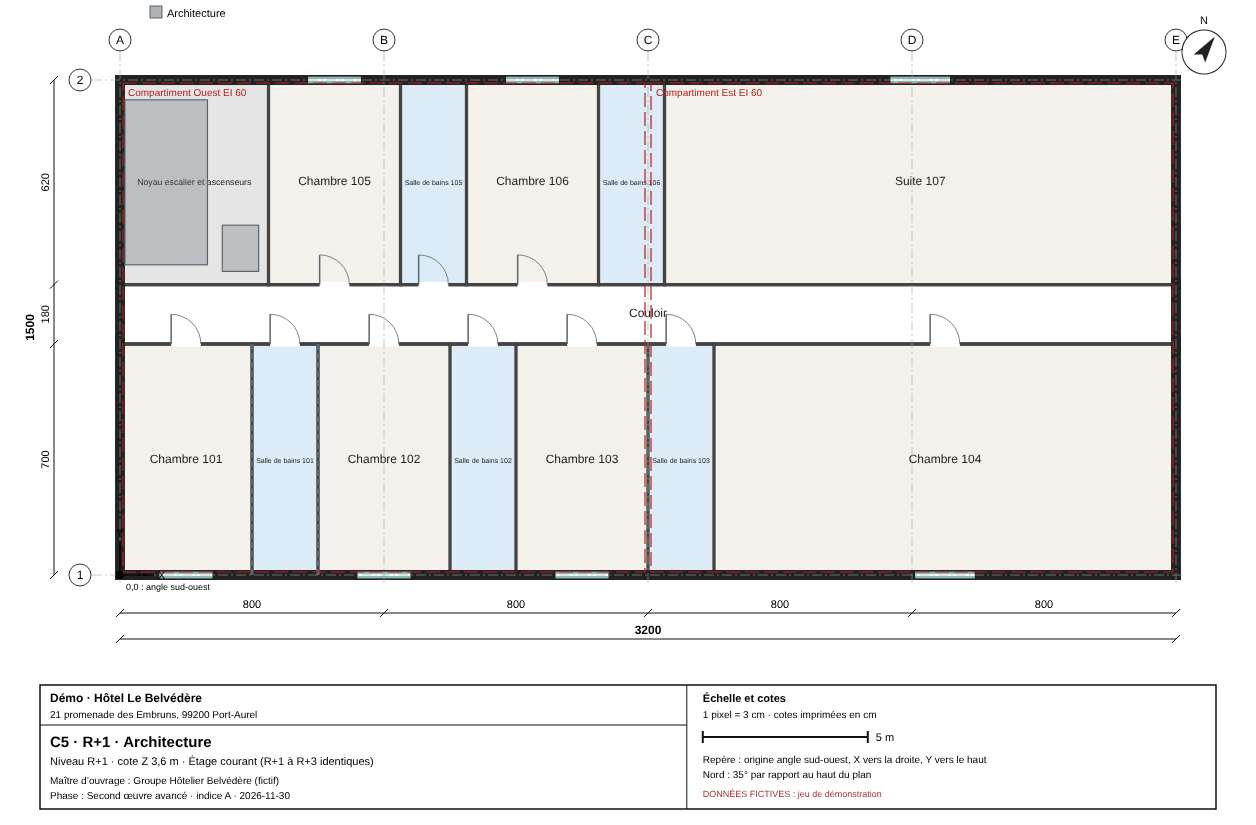 Architecture
A B C D E N
2
Compartiment Ouest EI 60 Compartiment Est EI 60
Noyau escalier et ascenseurs Chambre 105 Salle de bains 105 Chambre 106 Salle de bains 106 Suite 107
620
180
1500
Couloir
700
Chambre 101 Salle de bains 101 Chambre 102 Salle de bains 102 Chambre 103 Salle de bains 103 Chambre 104
1
X
0,0 : angle sud-ouest
800 800 800 800
3200
Démo · Hôtel Le Belvédère
21 promenade des Embruns, 99200 Port-Aurel
C5 · R+1 · Architecture
Niveau R+1 · cote Z 3,6 m · Étage courant (R+1 à R+3 identiques)
Maître d'ouvrage : Groupe Hôtelier Belvédère (fictif)
Phase : Second œuvre avancé · indice A · 2026-11-30
Échelle et cotes
1 pixel = 3 cm · cotes imprimées en cm
5 m
Repère : origine angle sud-ouest, X vers la droite, Y vers le haut
Nord : 35° par rapport au haut du plan
DONNÉES FICTIVES : jeu de démonstration